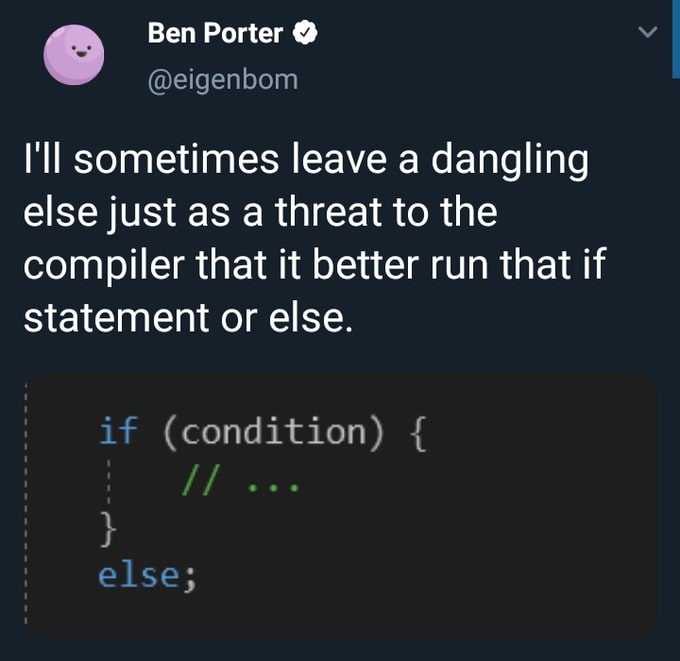 Ben Porter
@eigenbom
I'll sometimes leave a dangling
else just as a threat to the
compiler that it better run that if
statement or else.
if (condition) {
// ...
}
else;